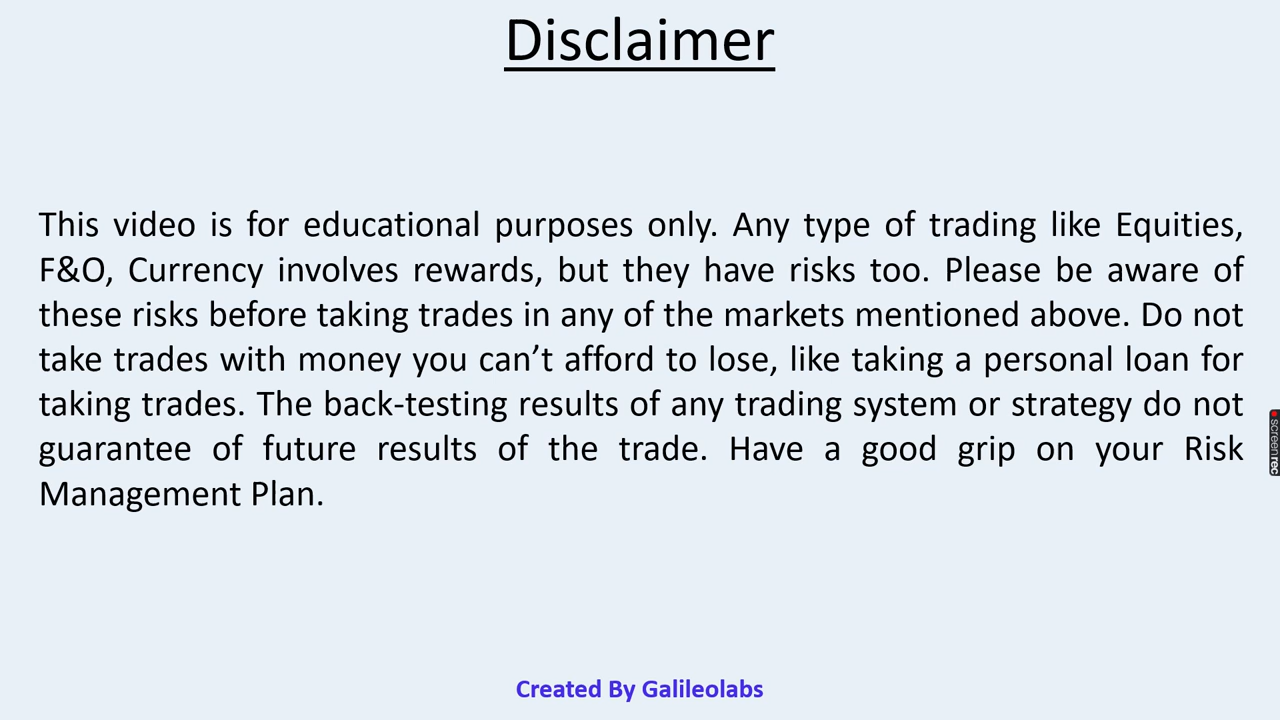 Disclaimer
This video is for educational purposes only. Any type of trading like Equities,
F&O, Currency involves rewards, but they have risks too. Please be aware of
these risks before taking trades in any of the markets mentioned above. Do not
take trades with money you can’t afford to lose, like taking a personal loan for
taking trades. The back-testing results of any trading system or strategy do not
guarantee of future results of the trade. Have a good grip on your Risk
Management Plan.
screenrec
Created By Galileolabs